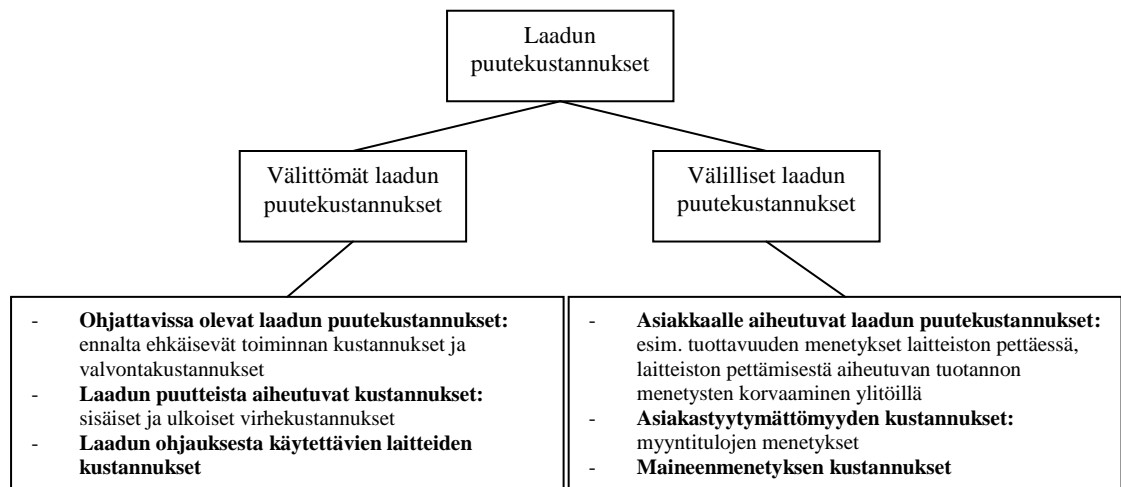 Laadun
puutekustannukset
Välittömät laadun
puutekustannukset
Välilliset laadun
puutekustannukset
- Ohjattavissa olevat laadun puutekustannukset:
ennalta ehkäisevät toiminnan kustannukset ja
valvontakustannukset
- Laadun puutteista aiheutuvat kustannukset:
sisäiset ja ulkoiset virhekustannukset
- Laadun ohjauksesta käytettävien laitteiden
kustannukset
- Asiakkaalle aiheutuvat laadun puutekustannukset:
esim. tuottavuuden menetykset laitteiston pettäessä,
laitteiston pettämisestä aiheutuvan tuotannon
menetysten korvaaminen ylitöillä
- Asiakastyytymättömyyden kustannukset:
myyntitulojen menetykset
- Maineenmenetyksen kustannukset